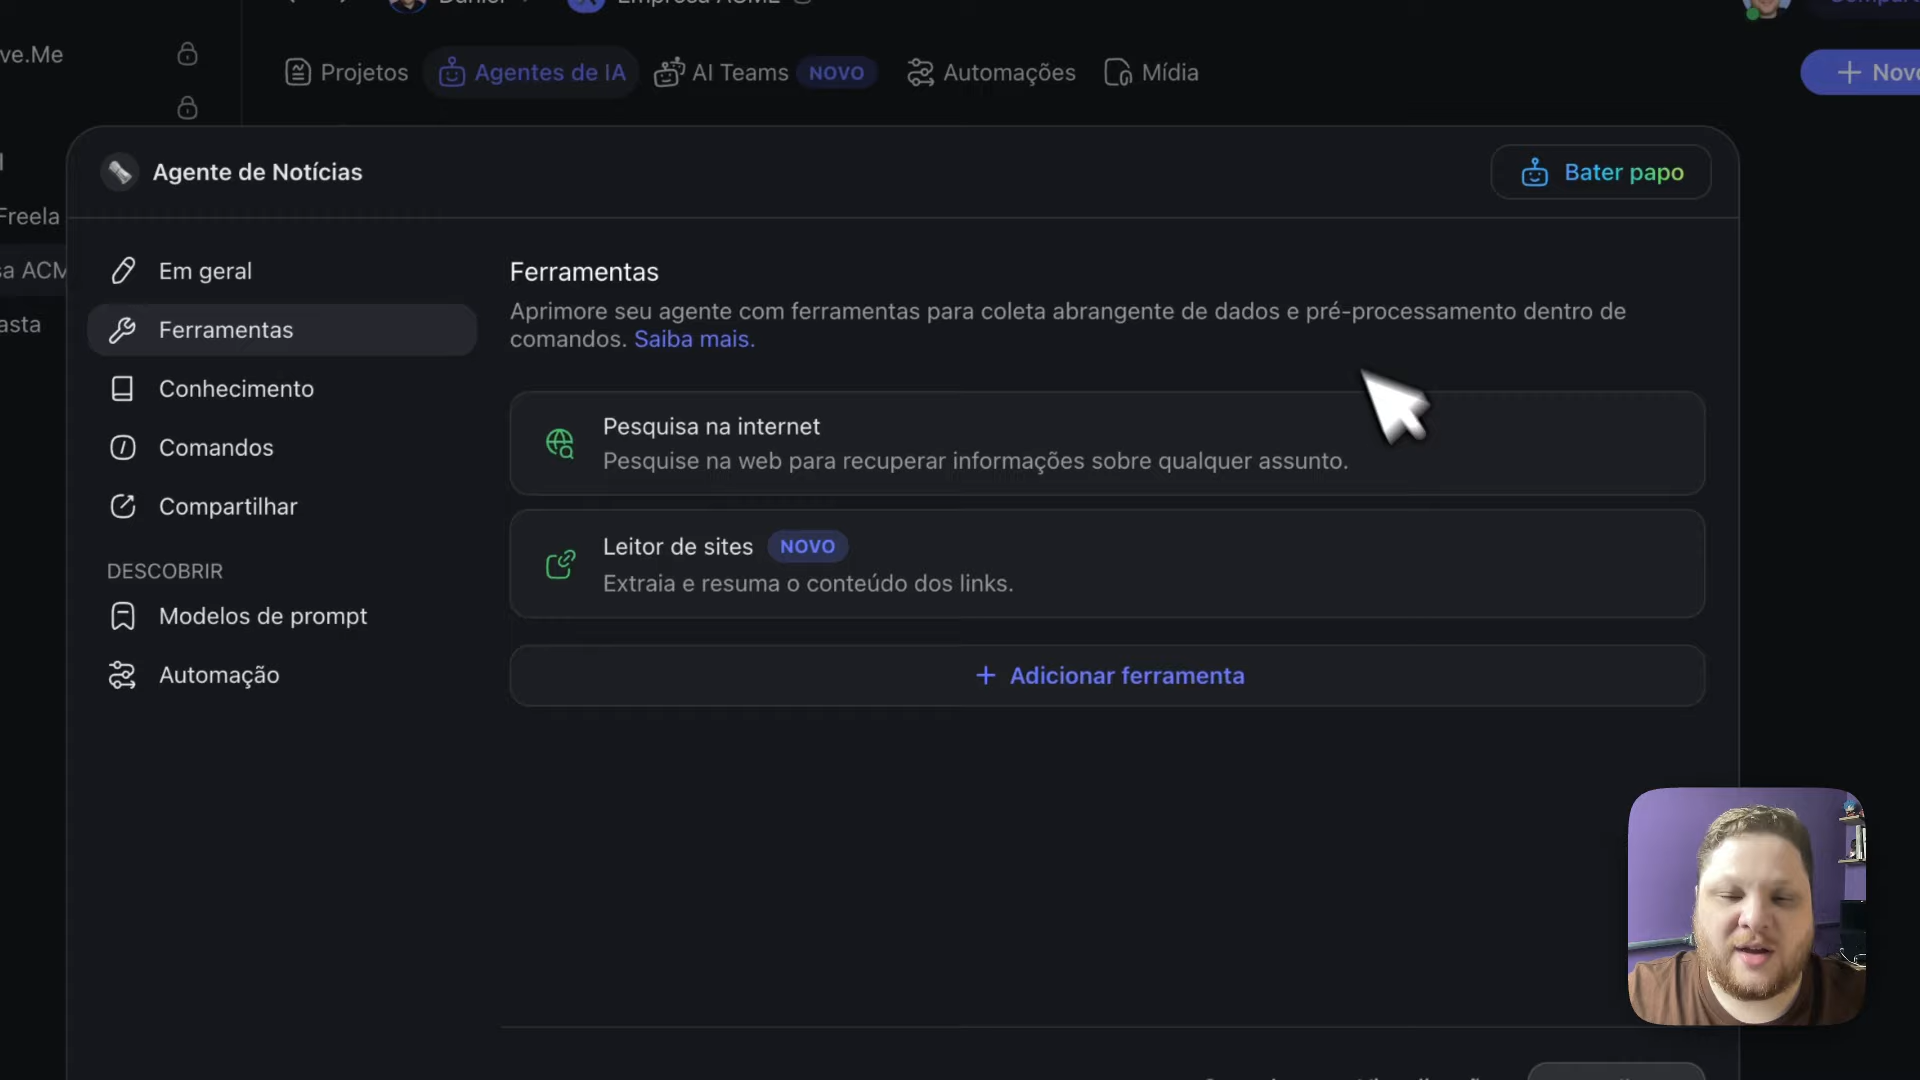 Empresa ACME
ve.Me
Projetos
Agentes de IA
AI Teams
NOVO
Automações
Mídia
Agente de Notícias
Bater papo
Freela
asta
Em geral
Ferramentas
Conhecimento
Comandos
Compartilhar
DESCOBRIR
Modelos de prompt
Automação
Ferramentas
Aprimore seu agente com ferramentas para coleta abrangente de dados e pré-processamento dentro de
comandos. Saiba mais.
Pesquisa na internet
Pesquise na web para recuperar informações sobre qualquer assunto.
Leitor de sites NOVO
Extraia e resuma o conteúdo dos links.
+ Adicionar ferramenta